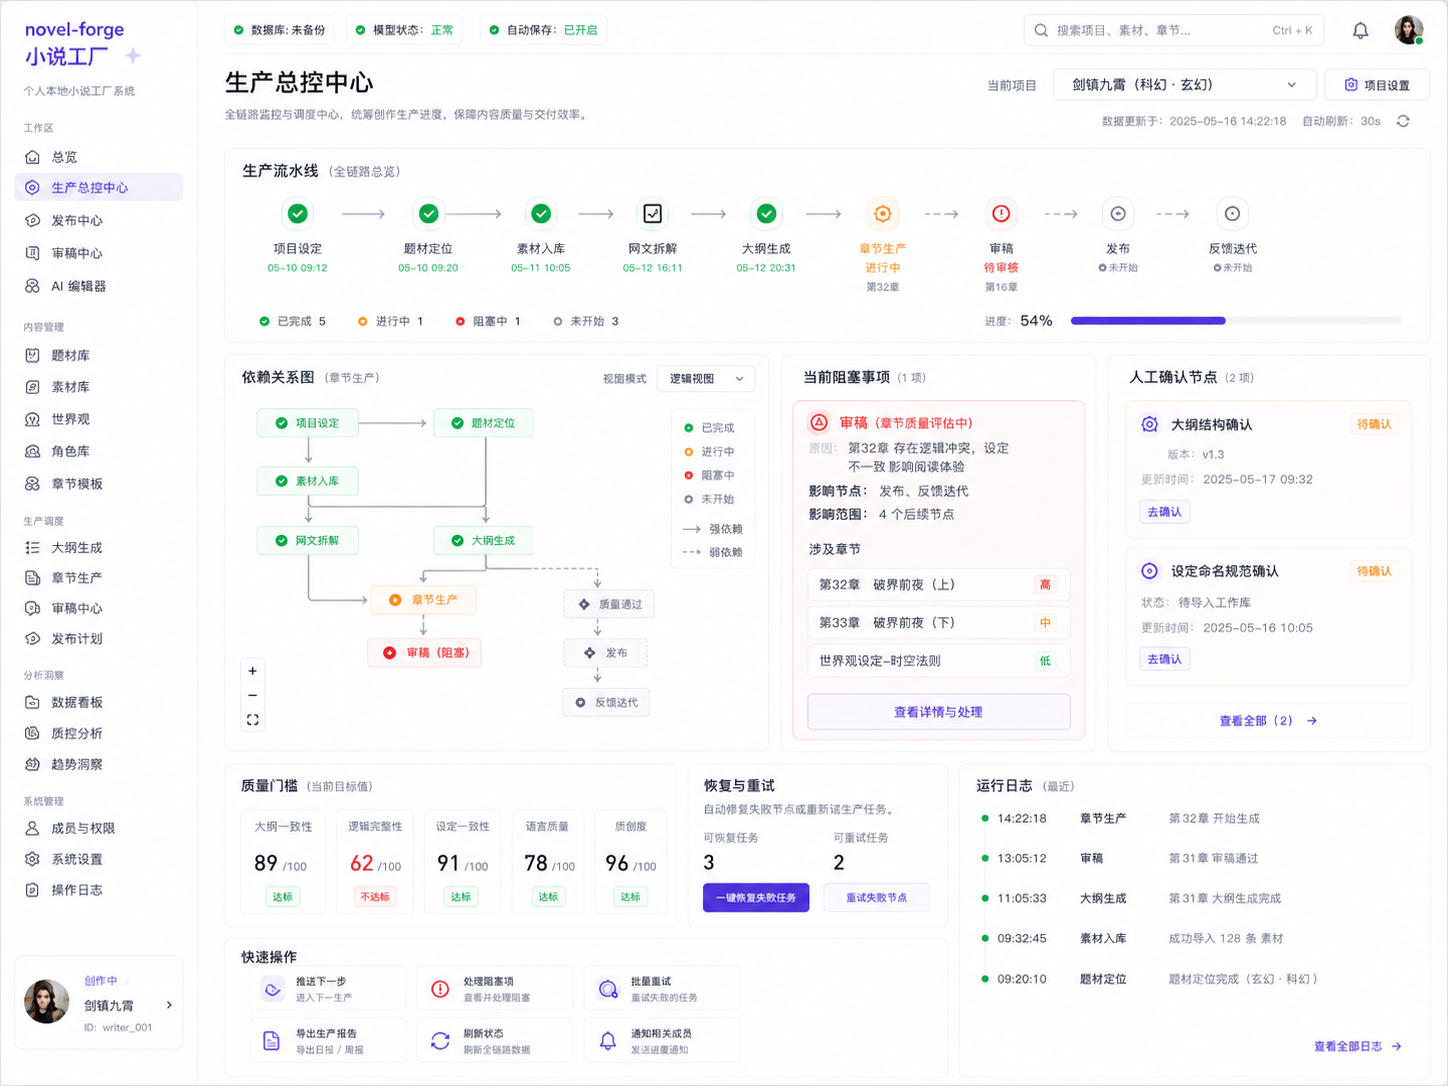 novel-forge
小说工厂
个人本地小说工厂系统
工作区
总览
生产总控中心
发布中心
审稿中心
AI 编辑器
内容管理
题材库
素材库
世界观
角色库
章节模板
生产调度
大纲生成
章节生产
审稿中心
发布计划
分析洞察
数据看板
质控分析
趋势洞察
系统管理
成员与权限
系统设置
操作日志
创作中
剑镇九霄
ID: writer_001
数据库: 未备份
模型状态: 正常
自动保存: 已开启
搜索项目、素材、章节...
Ctrl + K
生产总控中心
全链路监控与调度中心，统筹创作生产进度，保障内容质量与交付效率。
当前项目
剑镇九霄（科幻 · 玄幻）
项目设置
数据更新于: 2025-05-16 14:22:18 自动刷新: 30s
生产流水线 （全链路总览）
项目设定
05-10 09:12
题材定位
05-10 09:20
素材入库
05-11 10:05
网文拆解
05-12 16:11
大纲生成
05-12 20:31
章节生产
进行中
第32章
审稿
待审核
第16章
发布
未开始
反馈迭代
未开始
已完成 5
进行中 1
阻塞中 1
未开始 3
进度: 54%
依赖关系图 （章节生产）
视图模式
逻辑视图
项目设定
题材定位
素材入库
网文拆解
大纲生成
章节生产
审稿（阻塞）
质量通过
发布
反馈迭代
已完成
进行中
阻塞中
未开始
强依赖
弱依赖
+
−
当前阻塞事项 （1 项）
审稿（章节质量评估中）
原因: 第32章 存在逻辑冲突，设定
不一致 影响阅读体验
影响节点: 发布、反馈迭代
影响范围: 4 个后续节点
涉及章节
第32章 破界前夜（上） 高
第33章 破界前夜（下） 中
世界观设定-时空法则 低
查看详情与处理
人工确认节点 （2 项）
大纲结构确认 待确认
版本: v1.3
更新时间: 2025-05-17 09:32
去确认
设定命名规范确认 待确认
状态: 待导入工作库
更新时间: 2025-05-16 10:05
去确认
查看全部（2） →
质量门槛 （当前目标值）
大纲一致性
89 /100
达标
逻辑完整性
62 /100
不达标
设定一致性
91 /100
达标
语言质量
78 /100
达标
质创度
96 /100
达标
恢复与重试
自动修复失败节点或重新试生产任务。
可恢复任务
3
一键恢复失败任务
可重试任务
2
重试失败节点
运行日志 （最近）
14:22:18 章节生产 第32章 开始生成
13:05:12 审稿 第31章 审稿通过
11:05:33 大纲生成 第31章 大纲生成完成
09:32:45 素材入库 成功导入 128 条 素材
09:20:10 题材定位 题材定位完成（玄幻 · 科幻）
查看全部日志 →
快速操作
推送下一步
进入下一生产
处理阻塞项
查看并处理阻塞
批量重试
重试失败的任务
导出生产报告
导出日报 / 周报
刷新状态
刷新全链路数据
通知相关成员
发送进度通知